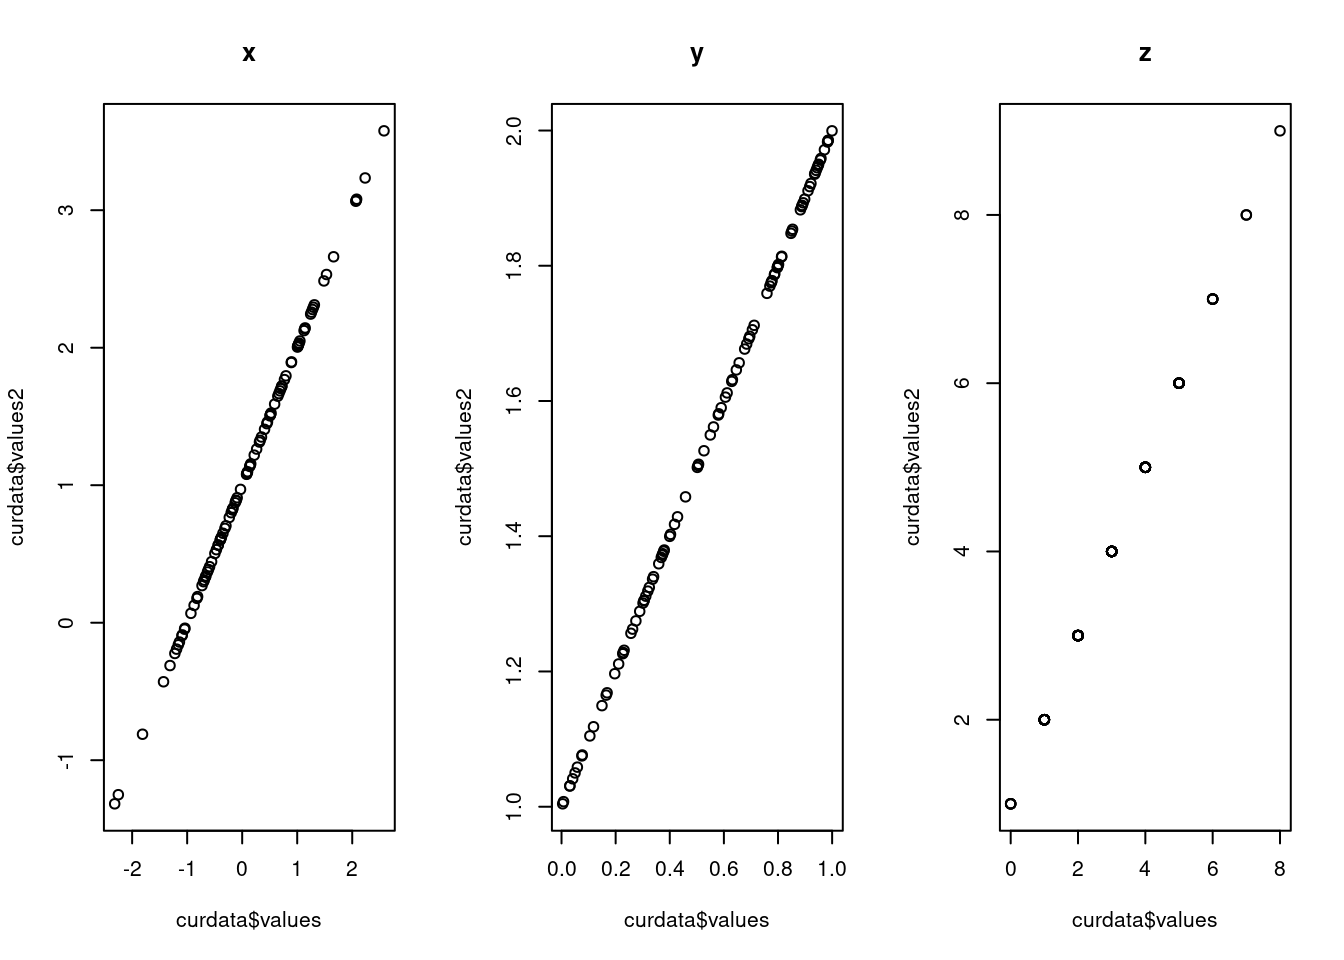 x
curdata$values2
3
2
1
0
-1
-2 -1 0 1 2
curdata$values
y
curdata$values2
2.0
1.8
1.6
1.4
1.2
1.0
0.0 0.2 0.4 0.6 0.8 1.0
curdata$values
z
curdata$values2
8
6
4
2
0 2 4 6 8
curdata$values